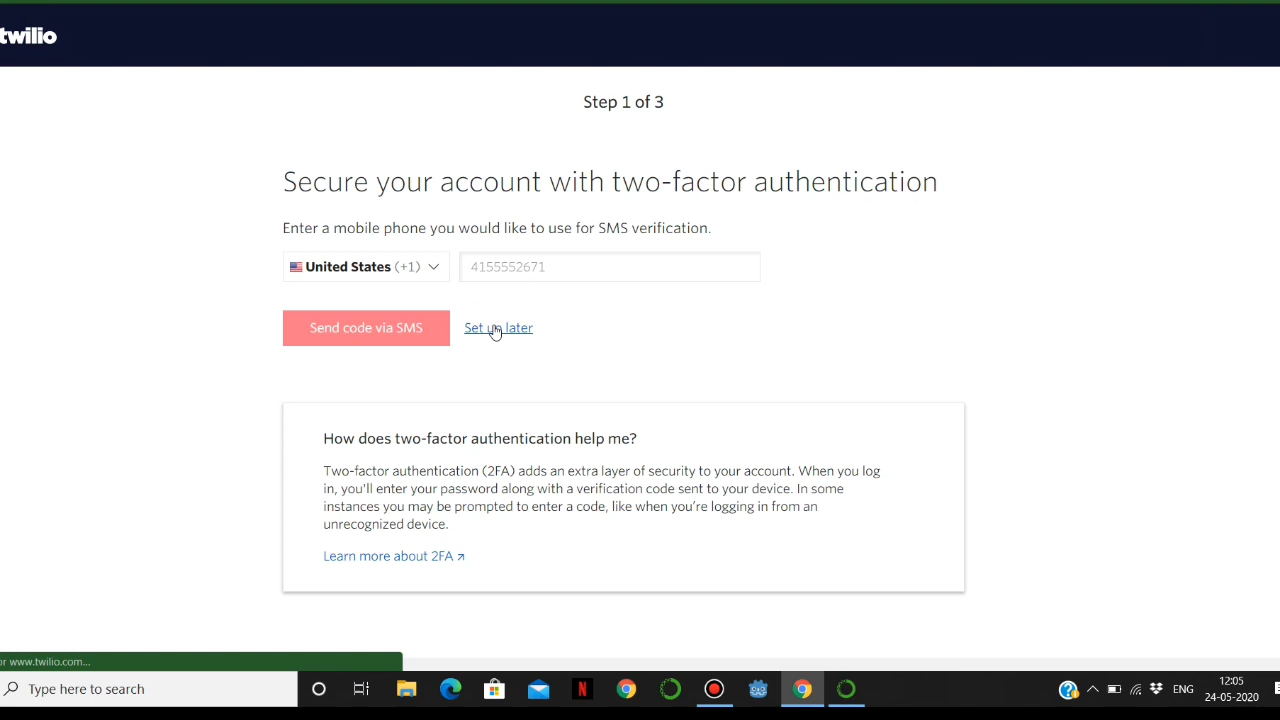 twilio
Step 1 of 3
Secure your account with two-factor authentication
Enter a mobile phone you would like to use for SMS verification.
United States (+1) 4155552671
Send code via SMS Set up later
How does two-factor authentication help me?
Two-factor authentication (2FA) adds an extra layer of security to your account. When you log
in, you'll enter your password along with a verification code sent to your device. In some
instances you may be prompted to enter a code, like when you're logging in from an
unrecognized device.
Learn more about 2FA ↗
or www.twilio.com...
Type here to search N ENG 12:05
24-05-2020